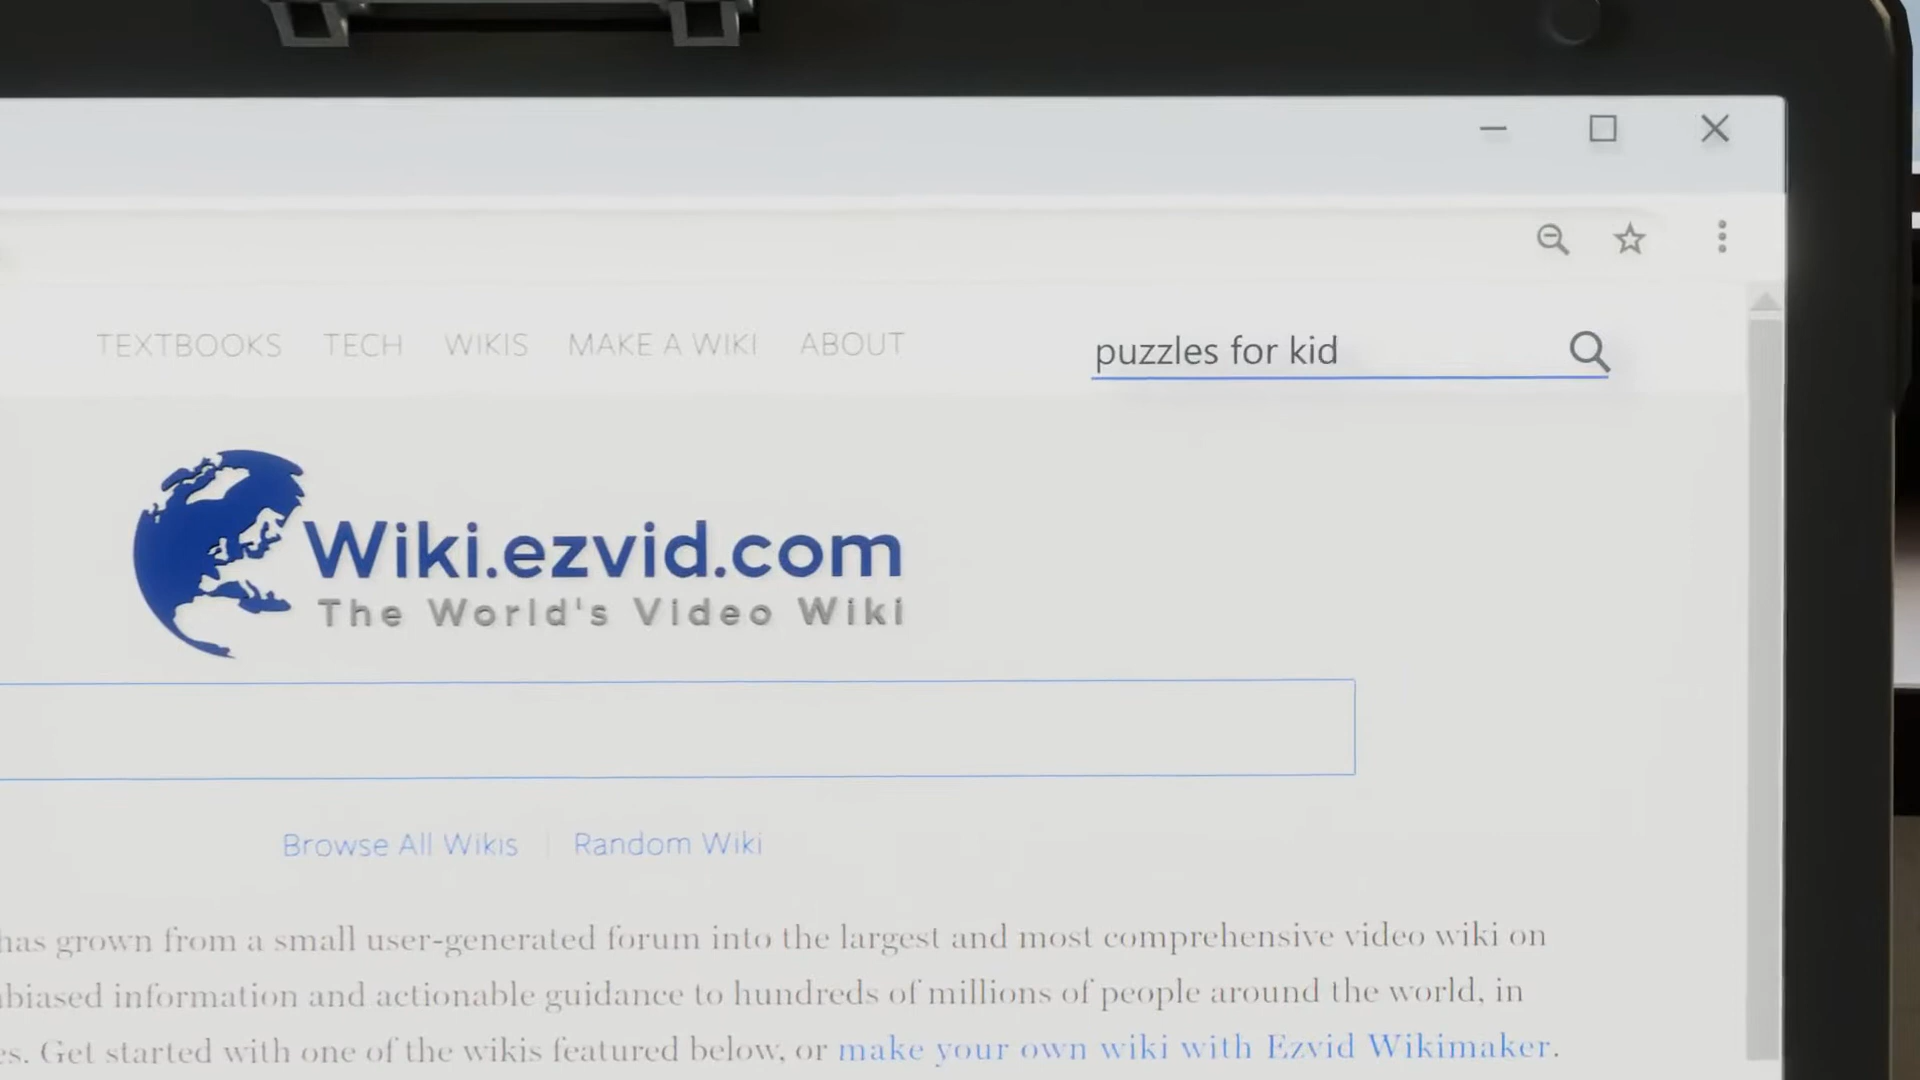 TEXTBOOKS TECH WIKIS MAKE A WIKI ABOUT
puzzles for kid
Wiki.ezvid.com
The World's Video Wiki
Browse All Wikis | Random Wiki
has grown from a small user-generated forum into the largest and most comprehensive video wiki on
information and actionable guidance to hundreds of millions of people around the world, in
Get started with one of the wikis featured below, or make your own wiki with Ezvid Wikimaker.